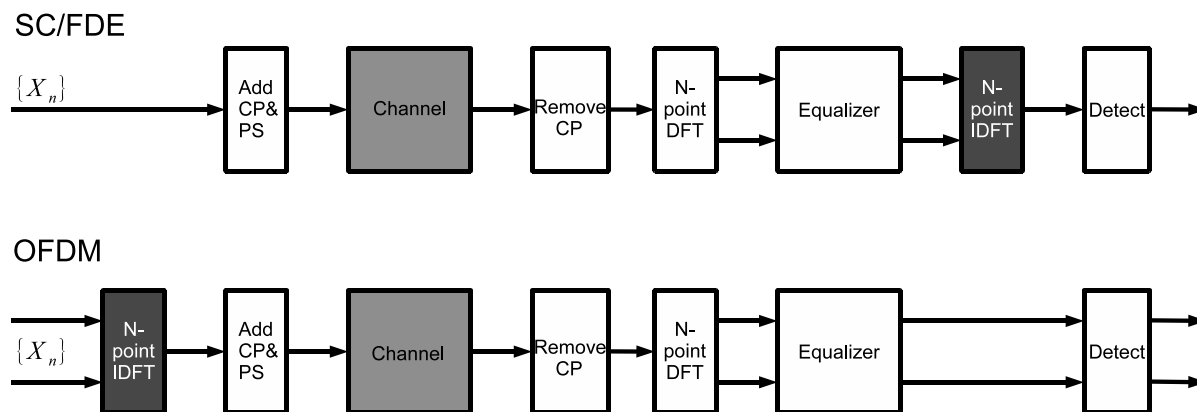 SC/FDE
{X_n}
Add
CP&
PS
Channel
Remove
CP
N-
point
DFT
Equalizer
N-
point
IDFT
Detect
OFDM
{X_n}
N-
point
IDFT
Add
CP&
PS
Channel
Remove
CP
N-
point
DFT
Equalizer
Detect